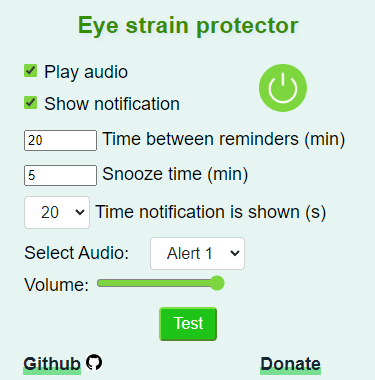 Eye strain protector
Play audio
Show notification
20 Time between reminders (min)
5 Snooze time (min)
20 Time notification is shown (s)
Select Audio: Alert 1
Volume:
Test
Github Donate